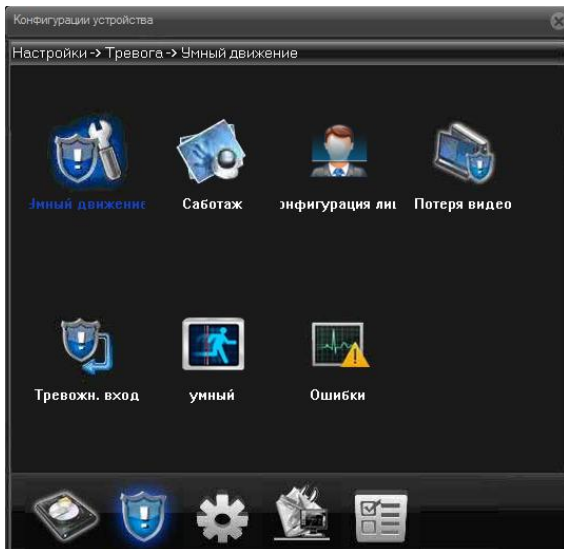 Конфигурации устройства
Настройки -> Тревога -> Умный движение
Умный движение
Саботаж
онфигурация лиц
Потеря видео
Тревожн. вход
умный
Ошибки